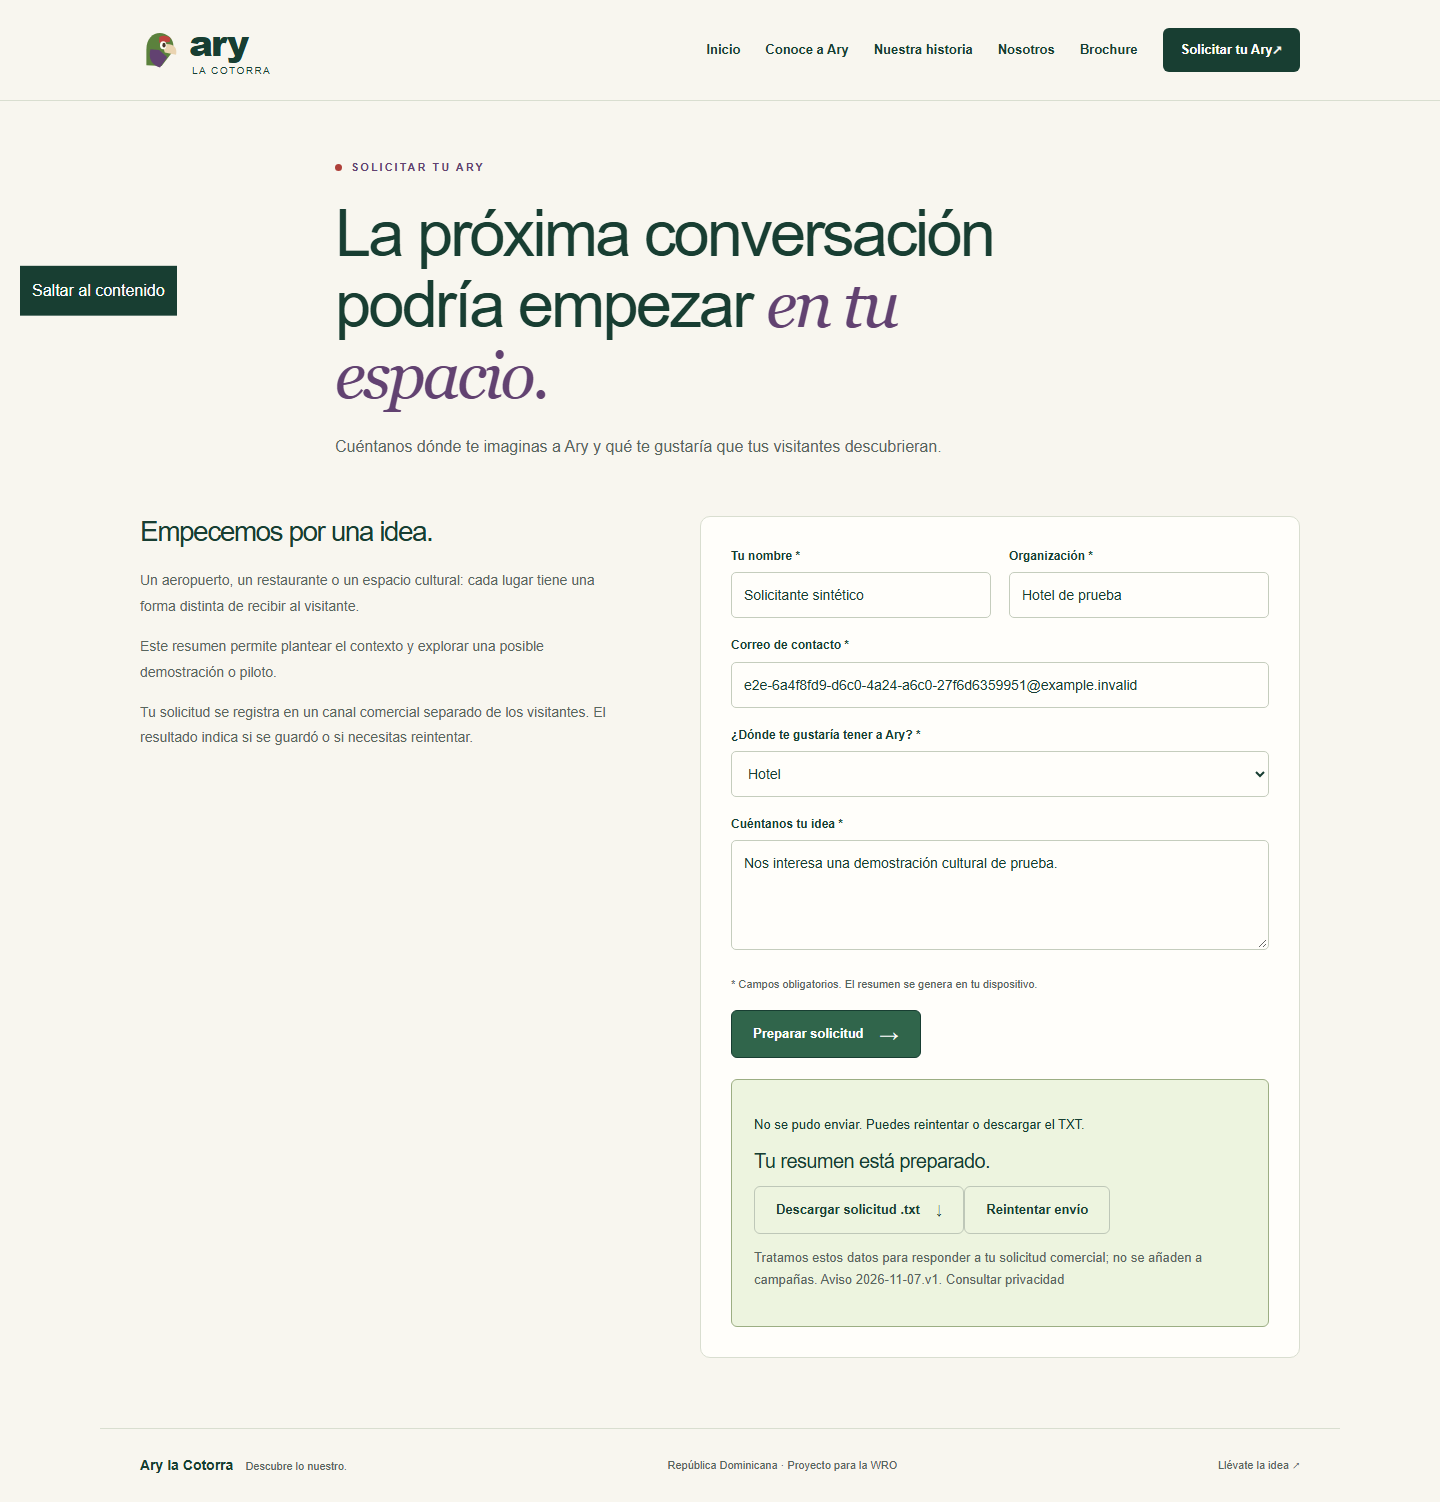 ary
LA COTORRA
Inicio
Conoce a Ary
Nuestra historia
Nosotros
Brochure
Solicitar tu Ary↗
SOLICITAR TU ARY
La próxima conversación
podría empezar en tu
espacio.
Saltar al contenido
Cuéntanos dónde te imaginas a Ary y qué te gustaría que tus visitantes descubrieran.
Empecemos por una idea.
Un aeropuerto, un restaurante o un espacio cultural: cada lugar tiene una
forma distinta de recibir al visitante.
Este resumen permite plantear el contexto y explorar una posible
demostración o piloto.
Tu solicitud se registra en un canal comercial separado de los visitantes. El
resultado indica si se guardó o si necesitas reintentar.
Tu nombre *
Organización *
Solicitante sintético
Hotel de prueba
Correo de contacto *
e2e-6a4f8fd9-d6c0-4a24-a6c0-27f6d6359951@example.invalid
¿Dónde te gustaría tener a Ary? *
Hotel
Cuéntanos tu idea *
Nos interesa una demostración cultural de prueba.
* Campos obligatorios. El resumen se genera en tu dispositivo.
Preparar solicitud →
No se pudo enviar. Puedes reintentar o descargar el TXT.
Tu resumen está preparado.
Descargar solicitud .txt ↓
Reintentar envío
Tratamos estos datos para responder a tu solicitud comercial; no se añaden a
campañas. Aviso 2026-11-07.v1. Consultar privacidad
Ary la Cotorra
Descubre lo nuestro.
República Dominicana · Proyecto para la WRO
Llévate la idea ↗